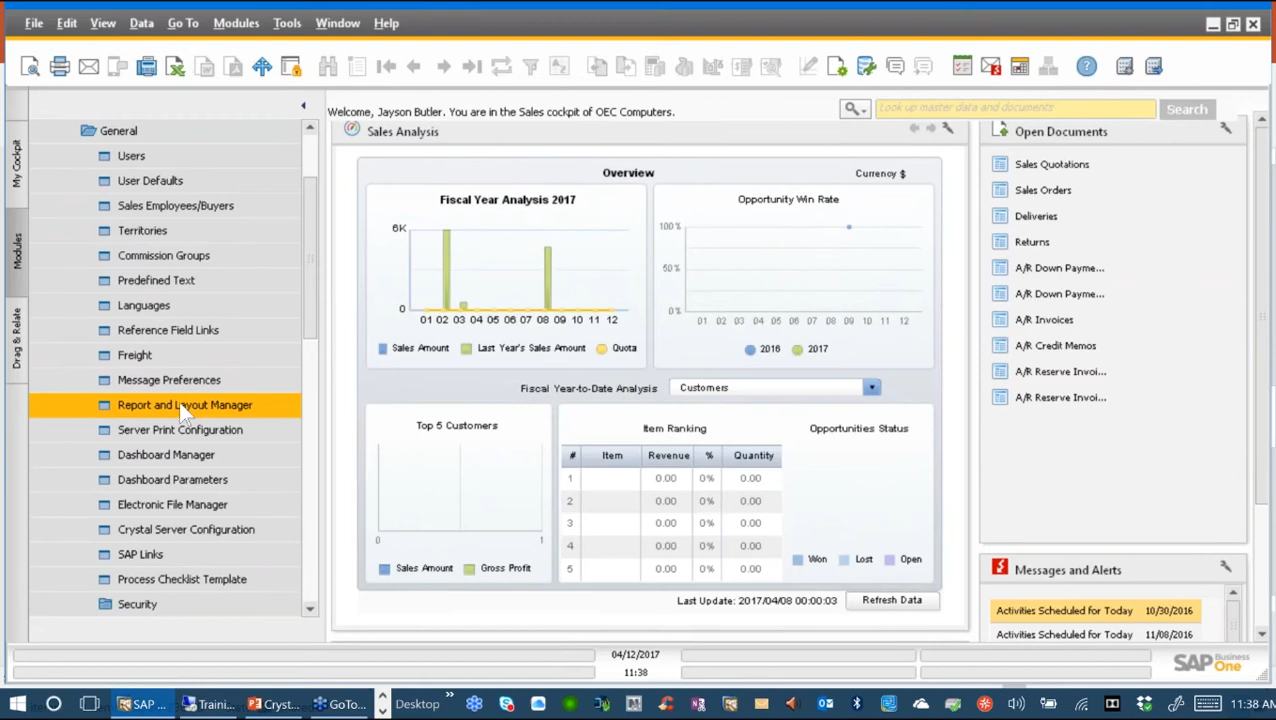 File Edit View Data Go To Modules Tools Window Help
Welcome, Jayson Butler. You are in the Sales cockpit of OEC Computers.
Look up master data and documents
Search
My Cockpit
Modules
Drag & Relate
General
Users
User Defaults
Sales Employees/Buyers
Territories
Commission Groups
Predefined Text
Languages
Reference Field Links
Freight
Message Preferences
Report and Layout Manager
Server Print Configuration
Dashboard Manager
Dashboard Parameters
Electronic File Manager
Crystal Server Configuration
SAP Links
Process Checklist Template
Security
Sales Analysis
Overview
Currency $
Fiscal Year Analysis 2017
6K
0
01 02 03 04 05 06 07 08 09 10 11 12
Sales Amount Last Year's Sales Amount Quota
Opportunity Win Rate
100 %
50 %
0 %
01 02 03 04 05 06 07 08 09 10 11 12
2016 2017
Fiscal Year-to-Date Analysis Customers
Top 5 Customers
0 1
Sales Amount Gross Profit
Item Ranking
# Item Revenue % Quantity
1 0.00 0% 0.00
2 0.00 0% 0.00
3 0.00 0% 0.00
4 0.00 0% 0.00
5 0.00 0% 0.00
Opportunities Status
Won Lost Open
Last Update: 2017/04/08 00:00:03 Refresh Data
Open Documents
Sales Quotations
Sales Orders
Deliveries
Returns
A/R Down Payme...
A/R Down Payme...
A/R Invoices
A/R Credit Memos
A/R Reserve Invoi...
A/R Reserve Invoi...
Messages and Alerts
Activities Scheduled for Today 10/30/2016
Activities Scheduled for Today 11/08/2016
04/12/2017
11:38
SAP Business One
SAP ... Traini... Cryst... GoTo... Desktop 11:38 AM